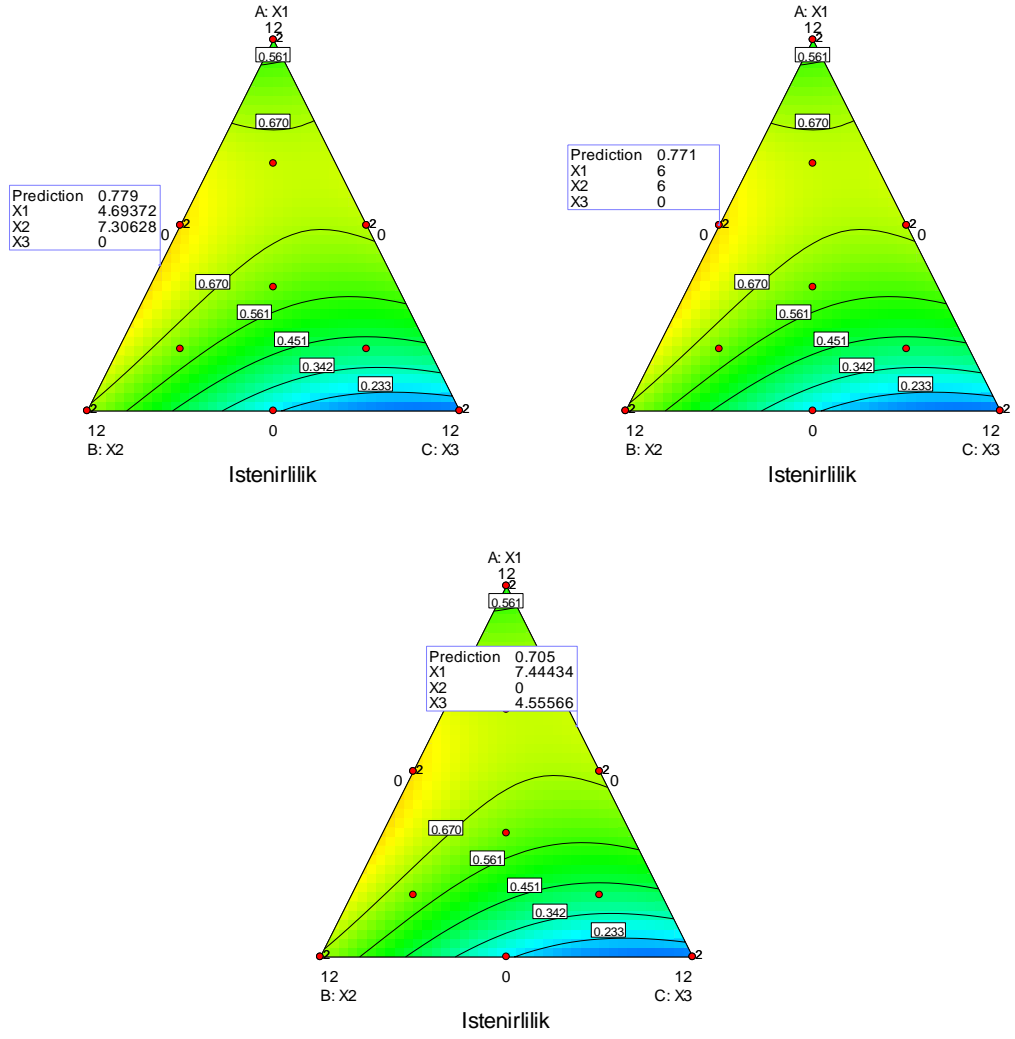 A: X1
12
2
0.561
0.670
Prediction 0.779
X1 4.69372
X2 7.30628
X3 0
2
2
0
0
0.670
0.561
0.451
0.342
0.233
2
2
12
0
12
B: X2
C: X3
Istenirlilik
A: X1
12
2
0.561
0.670
Prediction 0.771
X1 6
X2 6
X3 0
2
2
0
0
0.670
0.561
0.451
0.342
0.233
2
2
12
0
12
B: X2
C: X3
Istenirlilik
A: X1
12
2
0.561
Prediction 0.705
X1 7.44434
X2 0
X3 4.55566
2
2
0
0
0.670
0.561
0.451
0.342
0.233
2
2
12
0
12
B: X2
C: X3
Istenirlilik